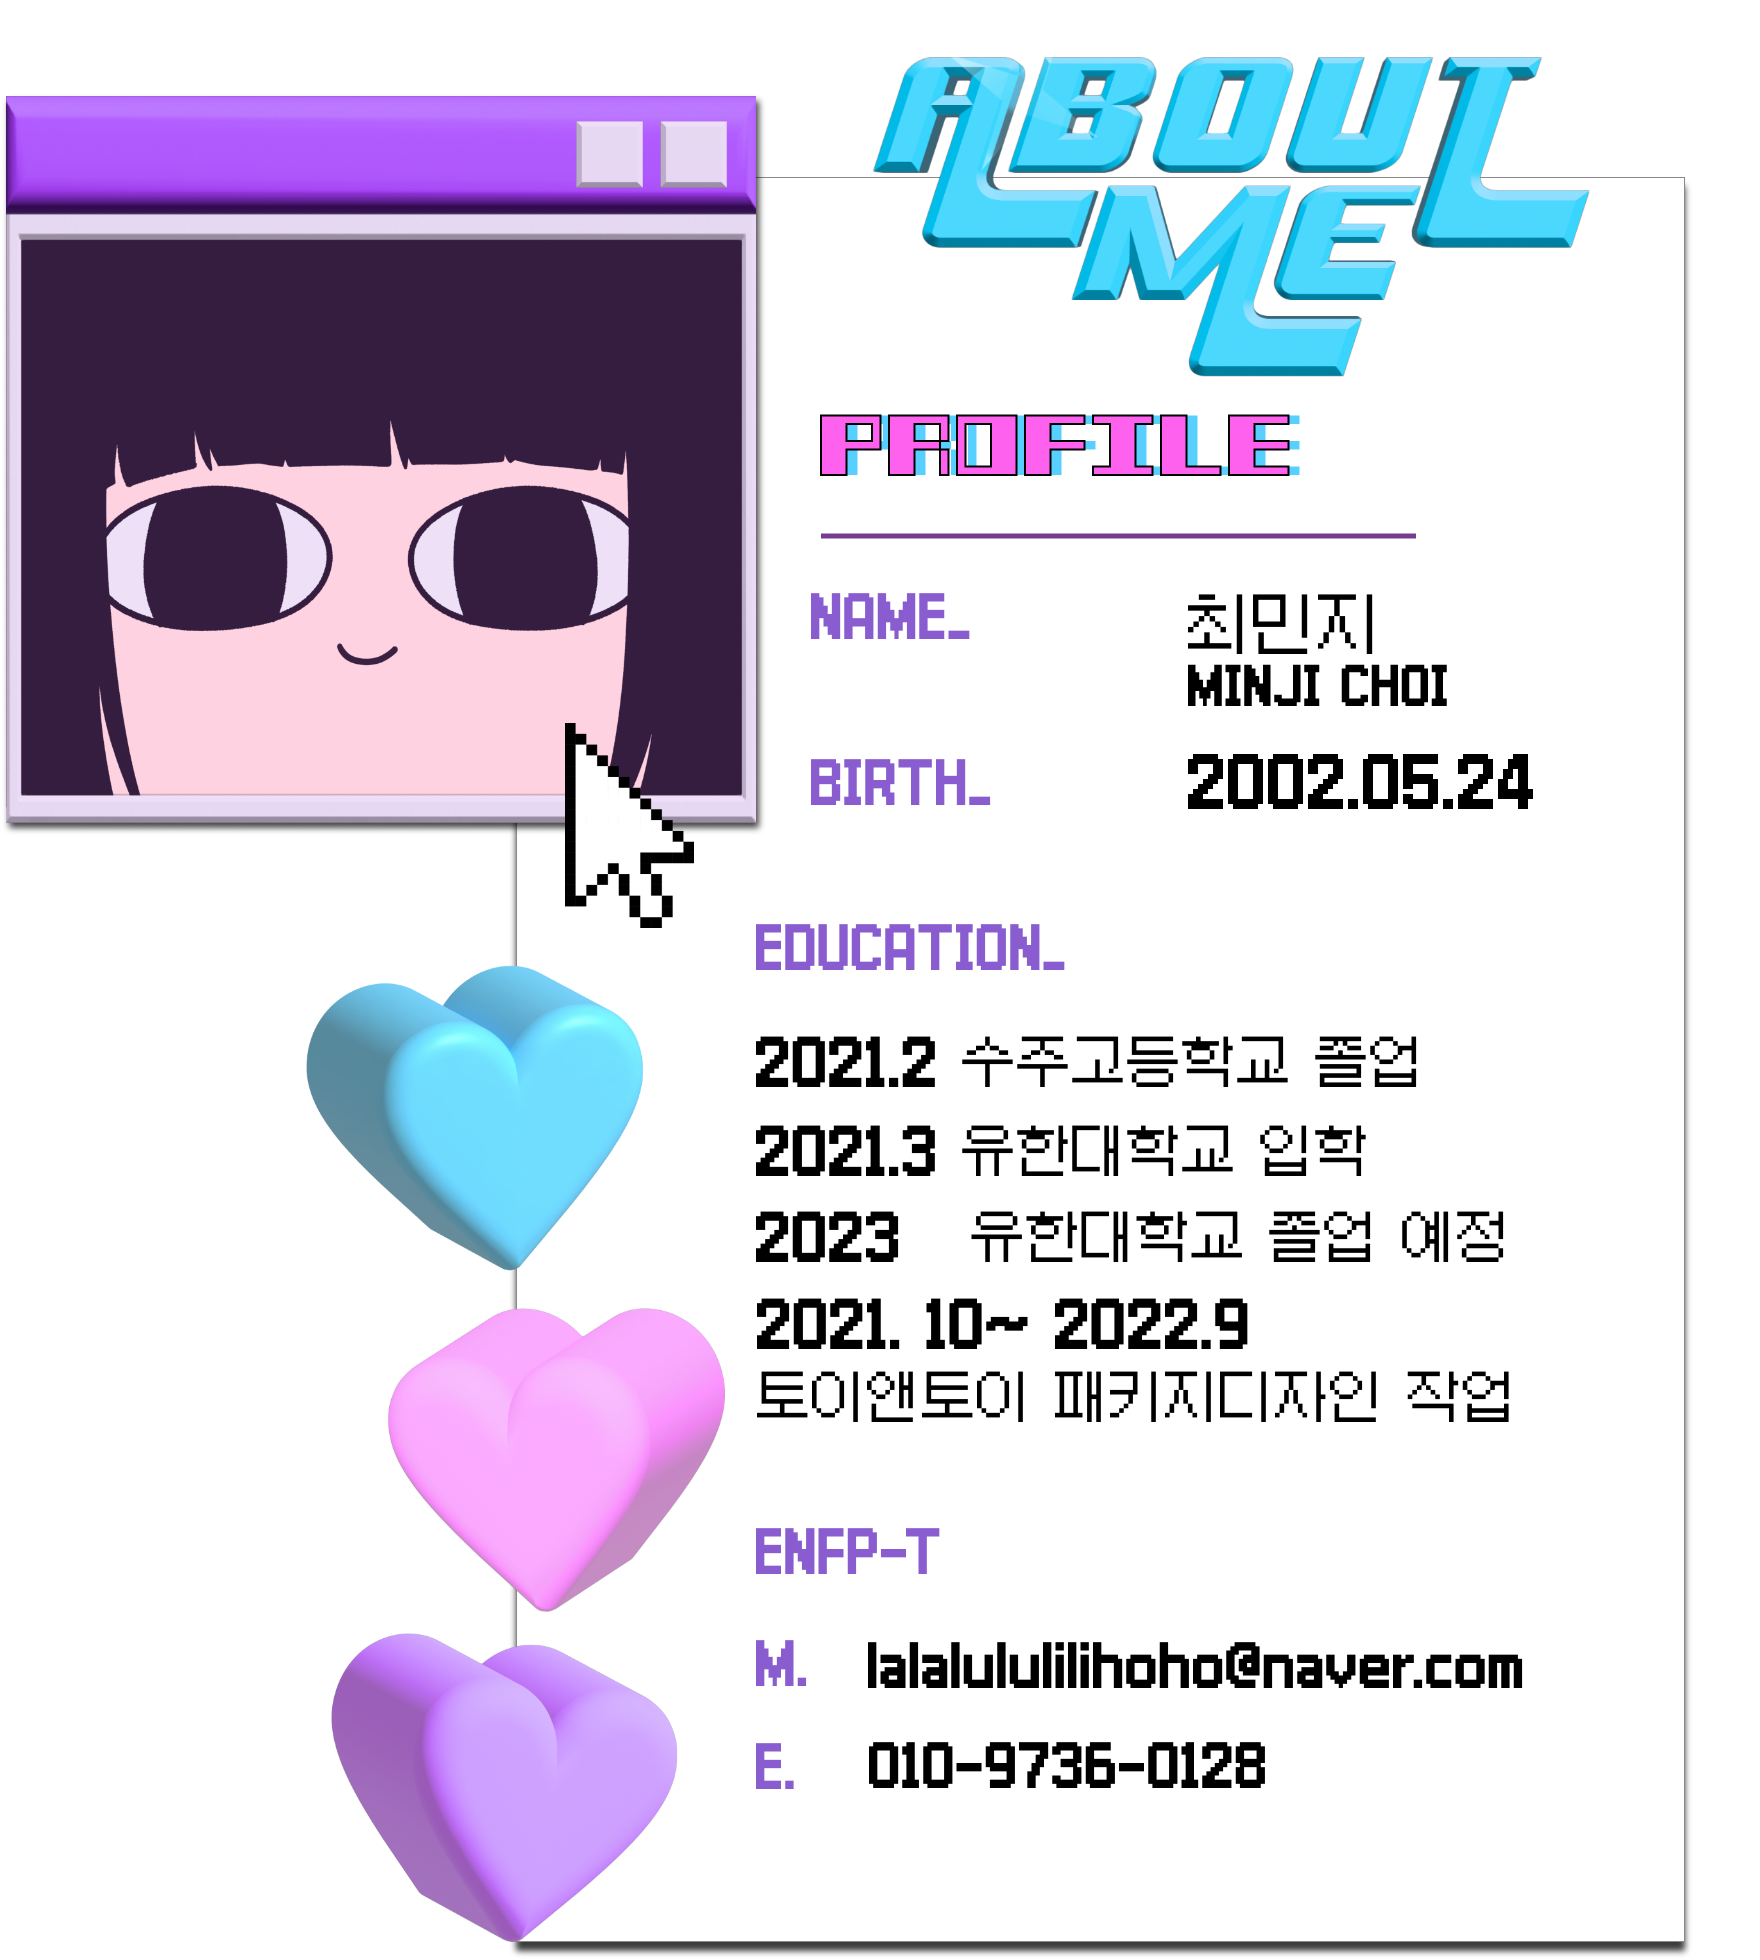 ABOUT
ME
PROFILE
NAME_ 최민지
MINJI CHOI
BIRTH_ 2002.05.24
EDUCATION_
2021.2 수주고등학교 졸업
2021.3 유한대학교 입학
2023 유한대학교 졸업 예정
2021. 10~ 2022.9
토이앤토이 패키지디자인 작업
ENFP-T
M. lalalululilihoho@naver.com
E. 010-9736-0128